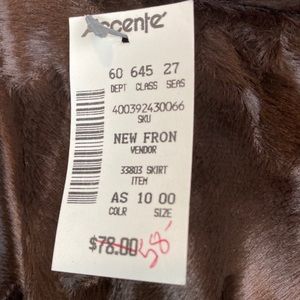 Accente'
60 645 27
DEPT CLASS SEAS
400392430066
SKU
NEW FRON
VENDOR
33803 SKIRT
ITEM
AS 10 00
COLR SIZE
$78.00 58-